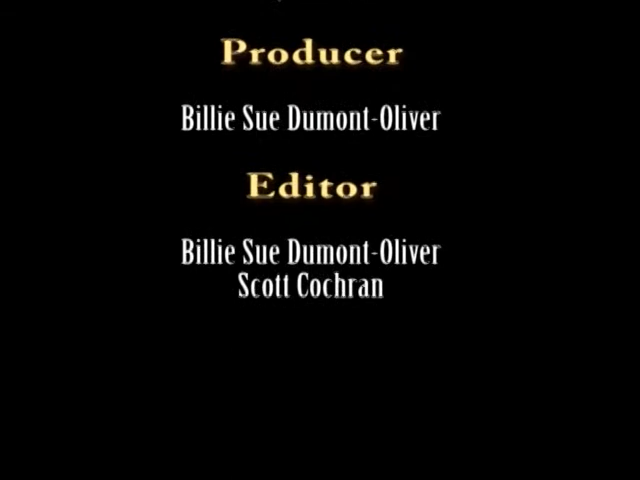 Producer
Billie Sue Dumont-Oliver
Editor
Billie Sue Dumont-Oliver
Scott Cochran